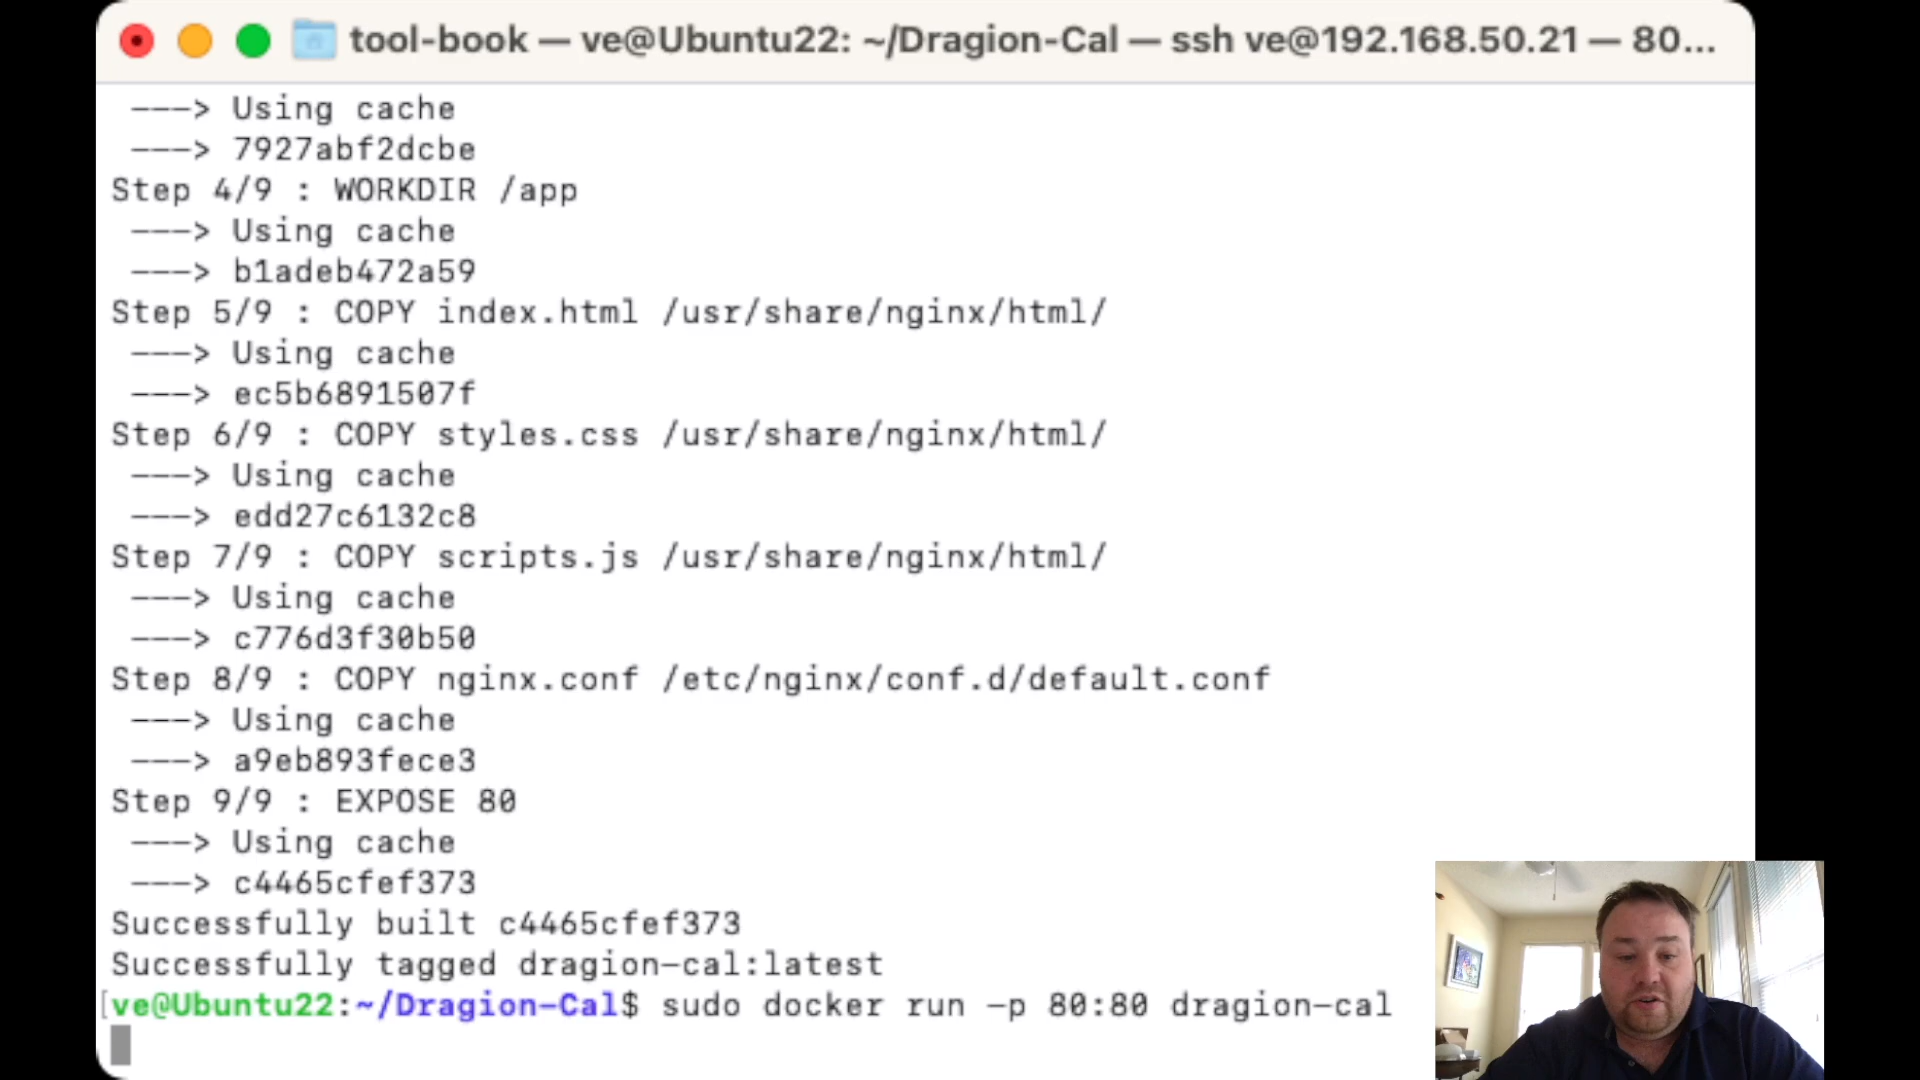 tool-book — ve@Ubuntu22: ~/Dragion-Cal — ssh ve@192.168.50.21 — 80...
---> Using cache
---> 7927abf2dcbe
Step 4/9 : WORKDIR /app
---> Using cache
---> b1adeb472a59
Step 5/9 : COPY index.html /usr/share/nginx/html/
---> Using cache
---> ec5b6891507f
Step 6/9 : COPY styles.css /usr/share/nginx/html/
---> Using cache
---> edd27c6132c8
Step 7/9 : COPY scripts.js /usr/share/nginx/html/
---> Using cache
---> c776d3f30b50
Step 8/9 : COPY nginx.conf /etc/nginx/conf.d/default.conf
---> Using cache
---> a9eb893fece3
Step 9/9 : EXPOSE 80
---> Using cache
---> c4465cfef373
Successfully built c4465cfef373
Successfully tagged dragion-cal:latest
[ve@Ubuntu22:~/Dragion-Cal$ sudo docker run -p 80:80 dragion-cal